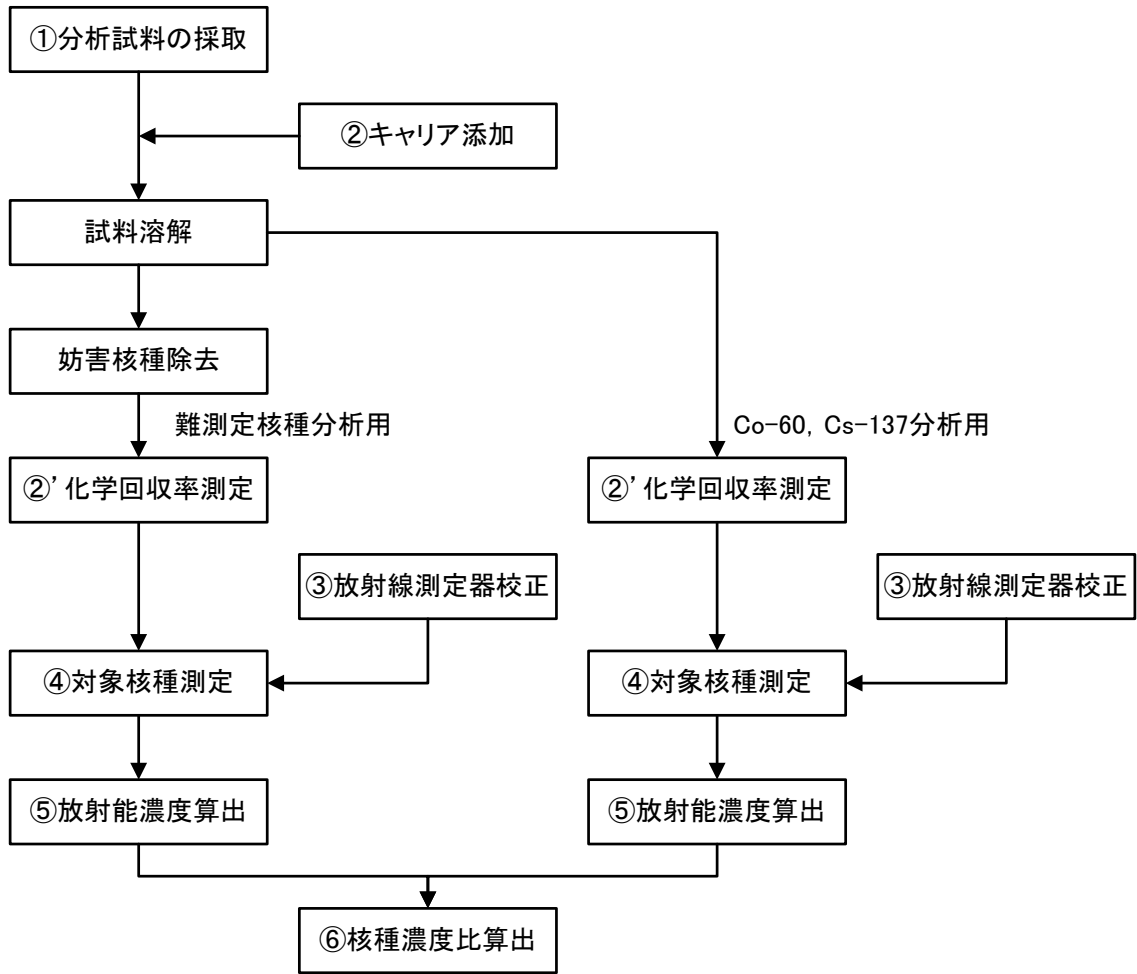 ①分析試料の採取
②キャリア添加
試料溶解
妨害核種除去
難測定核種分析用
Co-60, Cs-137分析用
②’化学回収率測定
②’化学回収率測定
③放射線測定器校正
③放射線測定器校正
④対象核種測定
④対象核種測定
⑤放射能濃度算出
⑤放射能濃度算出
⑥核種濃度比算出